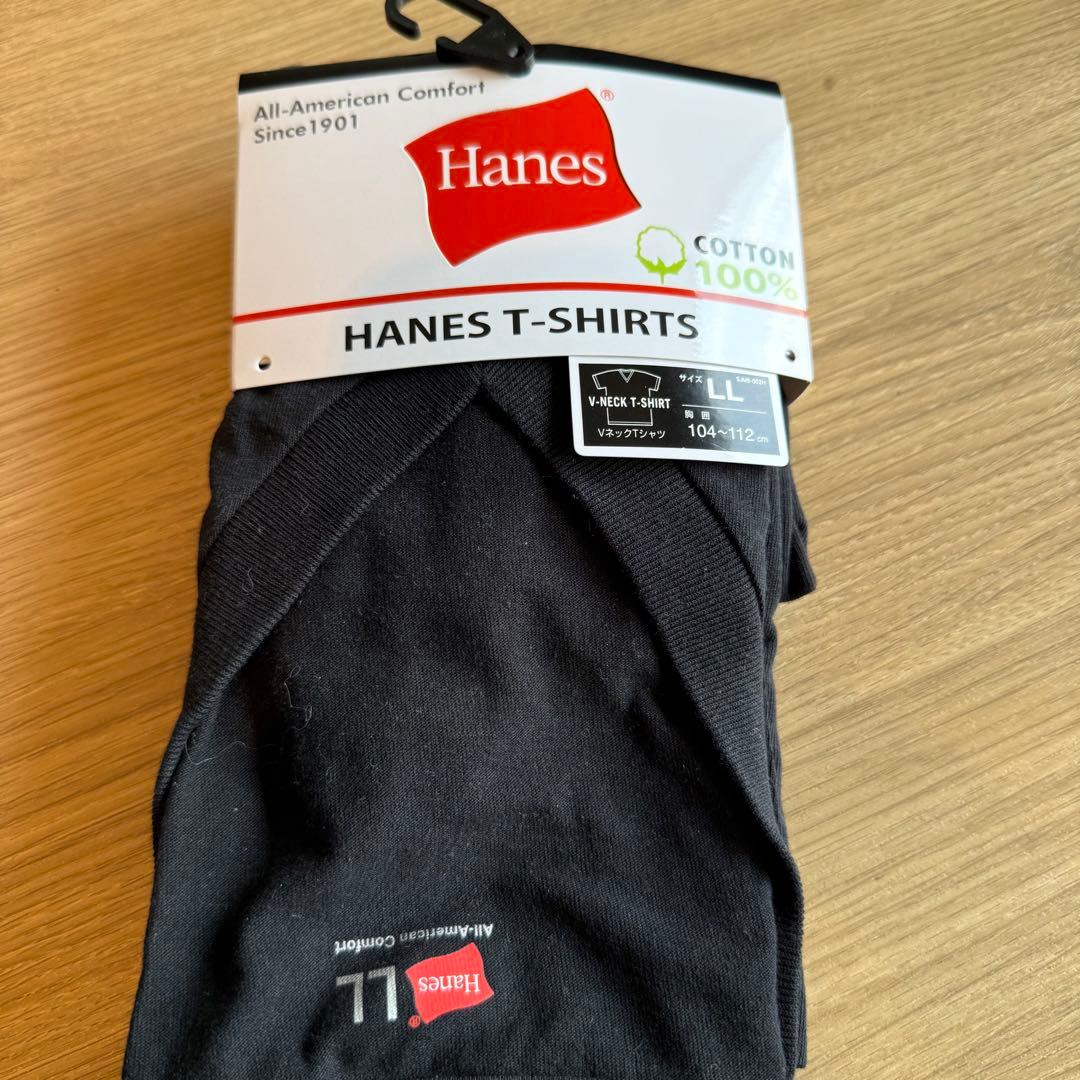 All-American Comfort
Since1901
Hanes®
COTTON
100%
HANES T-SHIRTS
V-NECK T-SHIRT
VネックTシャツ
サイズ LL
胸囲
104~112 cm
All-American Comfort
Hanes®
LL